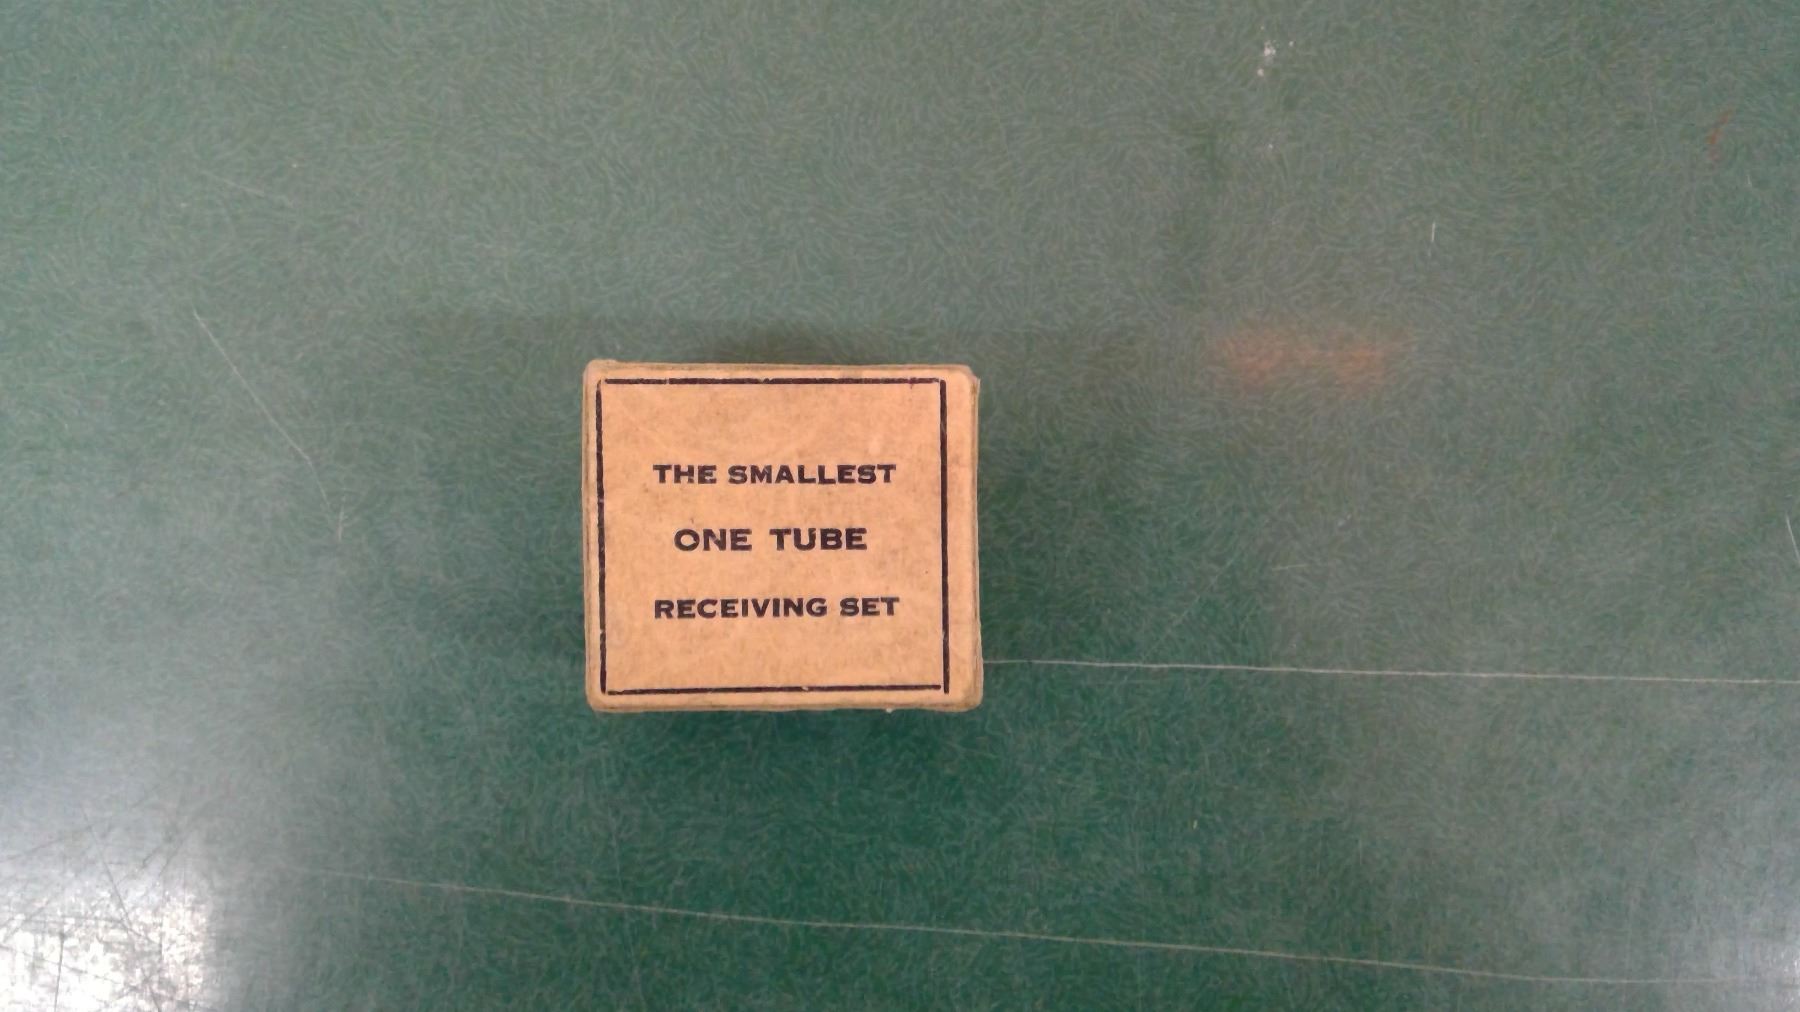 THE SMALLEST
ONE TUBE
RECEIVING SET